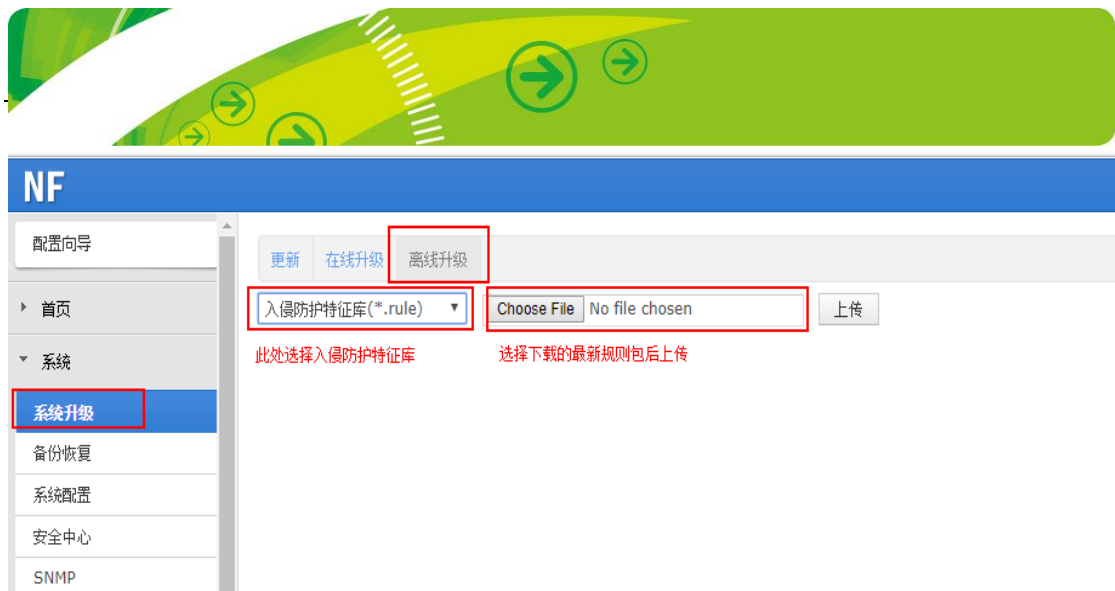 NF
配置向导
更新 在线升级 离线升级
首页
入侵防护特征库(*.rule) Choose File No file chosen 上传
此处选择入侵防护特征库 选择下载的最新规则包后上传
系统
系统升级
备份恢复
系统配置
安全中心
SNMP